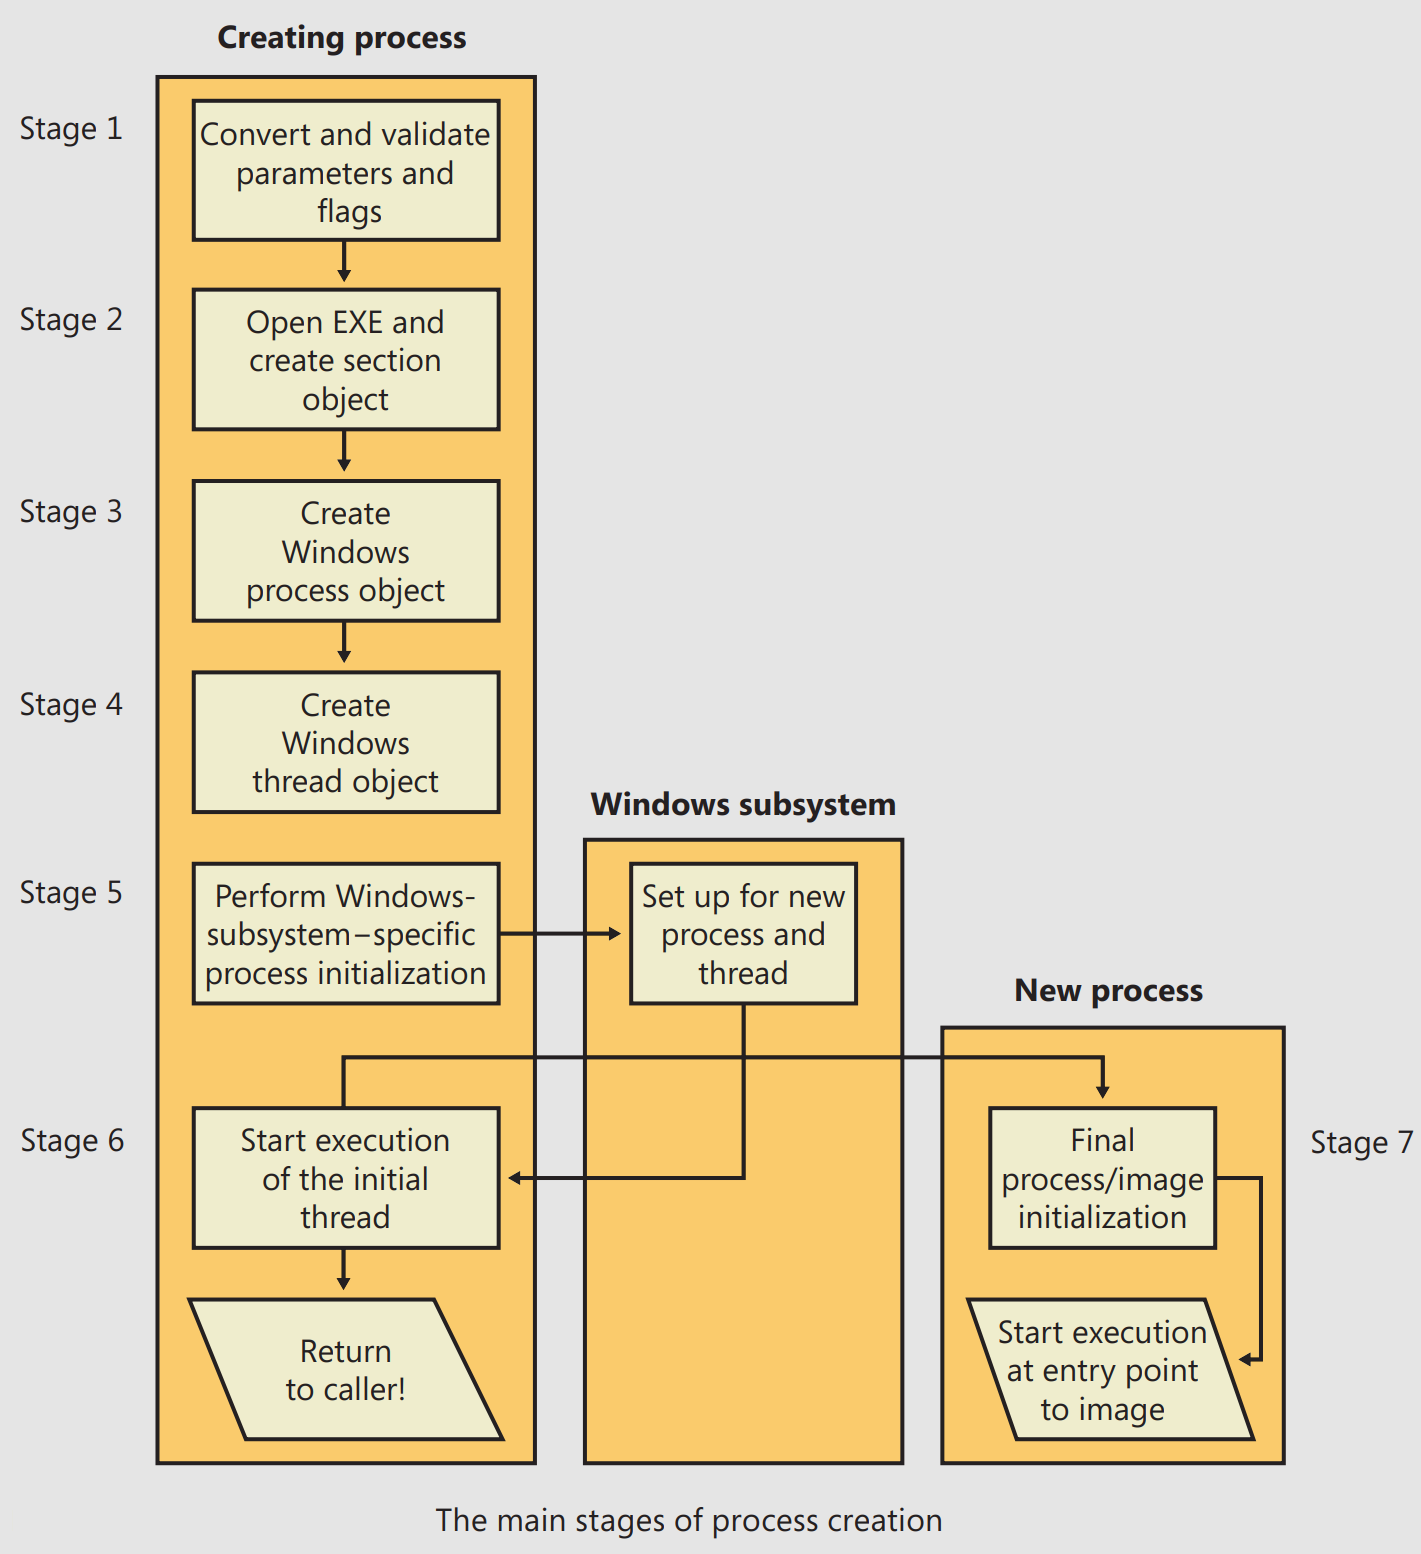 Creating process
Stage 1
Convert and validate
parameters and
flags
Stage 2
Open EXE and
create section
object
Stage 3
Create
Windows
process object
Stage 4
Create
Windows
thread object
Windows subsystem
Stage 5
Perform Windows-
subsystem–specific
process initialization
Set up for new
process and
thread
New process
Stage 6
Start execution
of the initial
thread
Final
process/image
initialization
Stage 7
Return
to caller!
Start execution
at entry point
to image
The main stages of process creation